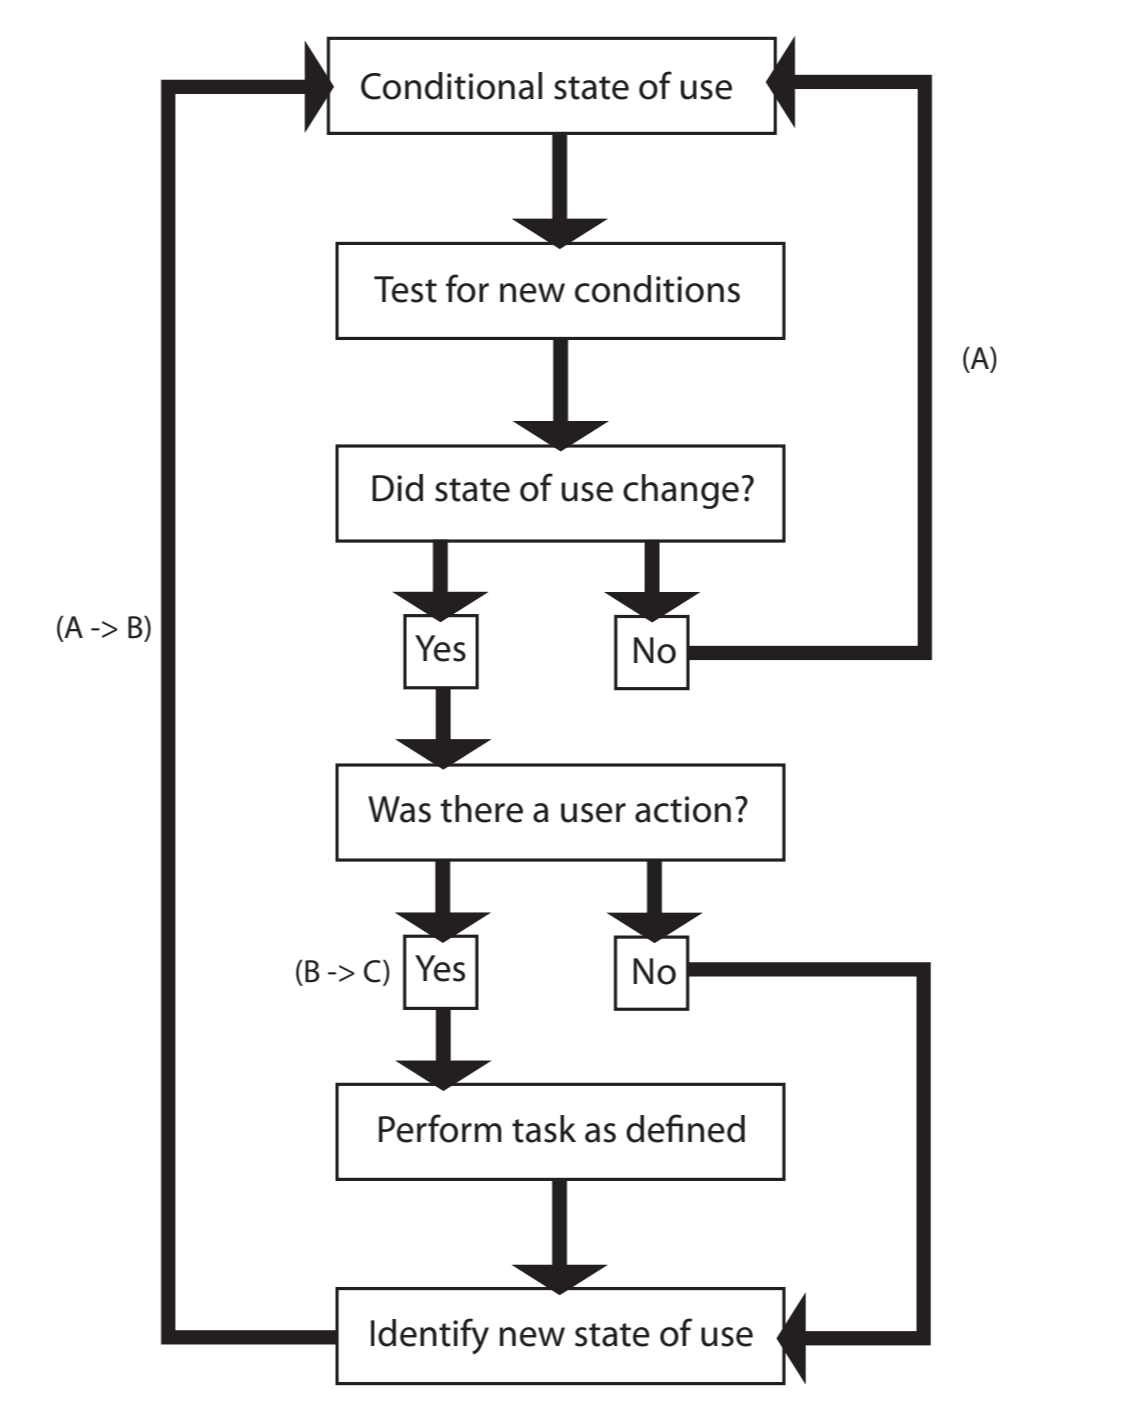 Conditional state of use
Test for new conditions
(A)
Did state of use change?
(A -> B)
Yes
No
Was there a user action?
(B -> C)
Yes
No
Perform task as defined
Identify new state of use